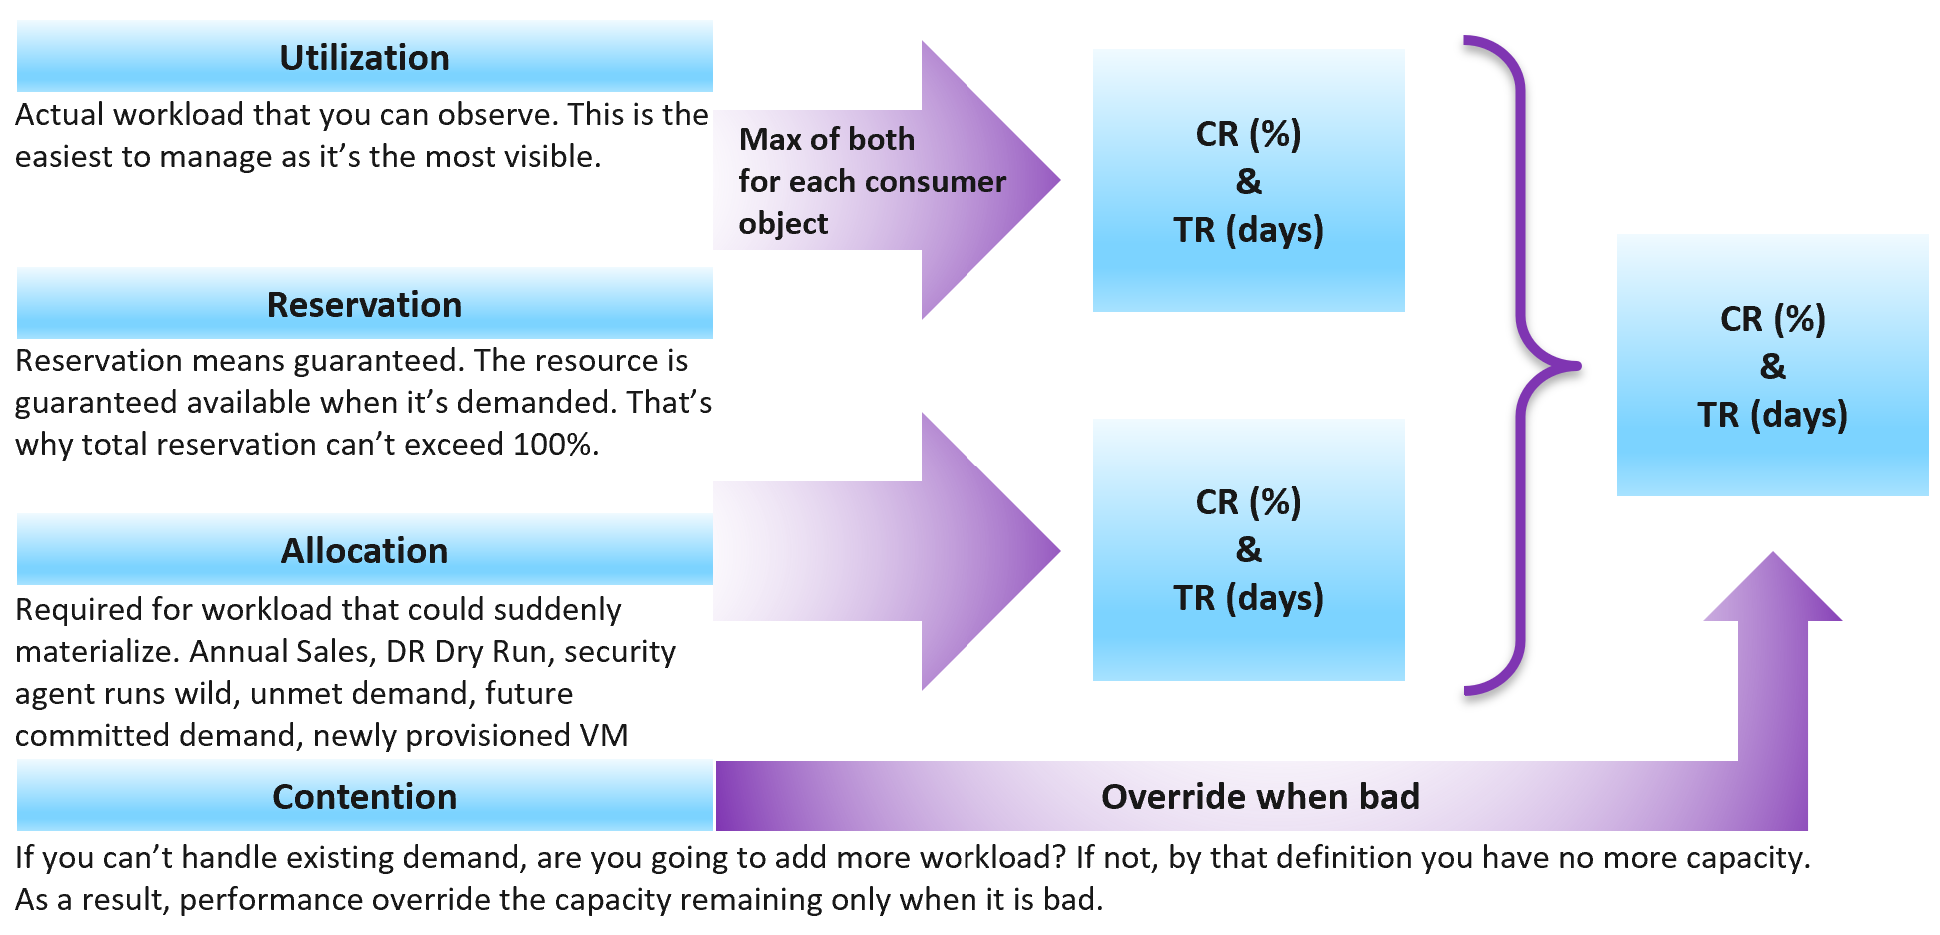 Utilization
Actual workload that you can observe. This is the
easiest to manage as it’s the most visible.
Max of both
for each consumer
object
CR (%)
&
TR (days)
Reservation
Reservation means guaranteed. The resource is
guaranteed available when it’s demanded. That’s
why total reservation can’t exceed 100%.
Allocation
Required for workload that could suddenly
materialize. Annual Sales, DR Dry Run, security
agent runs wild, unmet demand, future
committed demand, newly provisioned VM
CR (%)
&
TR (days)
CR (%)
&
TR (days)
Contention
Override when bad
If you can’t handle existing demand, are you going to add more workload? If not, by that definition you have no more capacity.
As a result, performance override the capacity remaining only when it is bad.